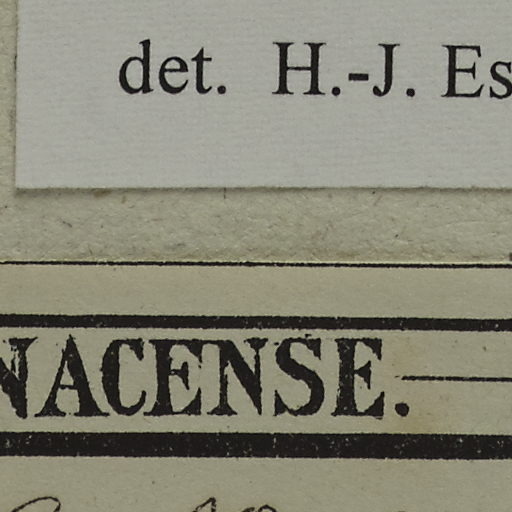 det. H.-J. Es
NACENSE.